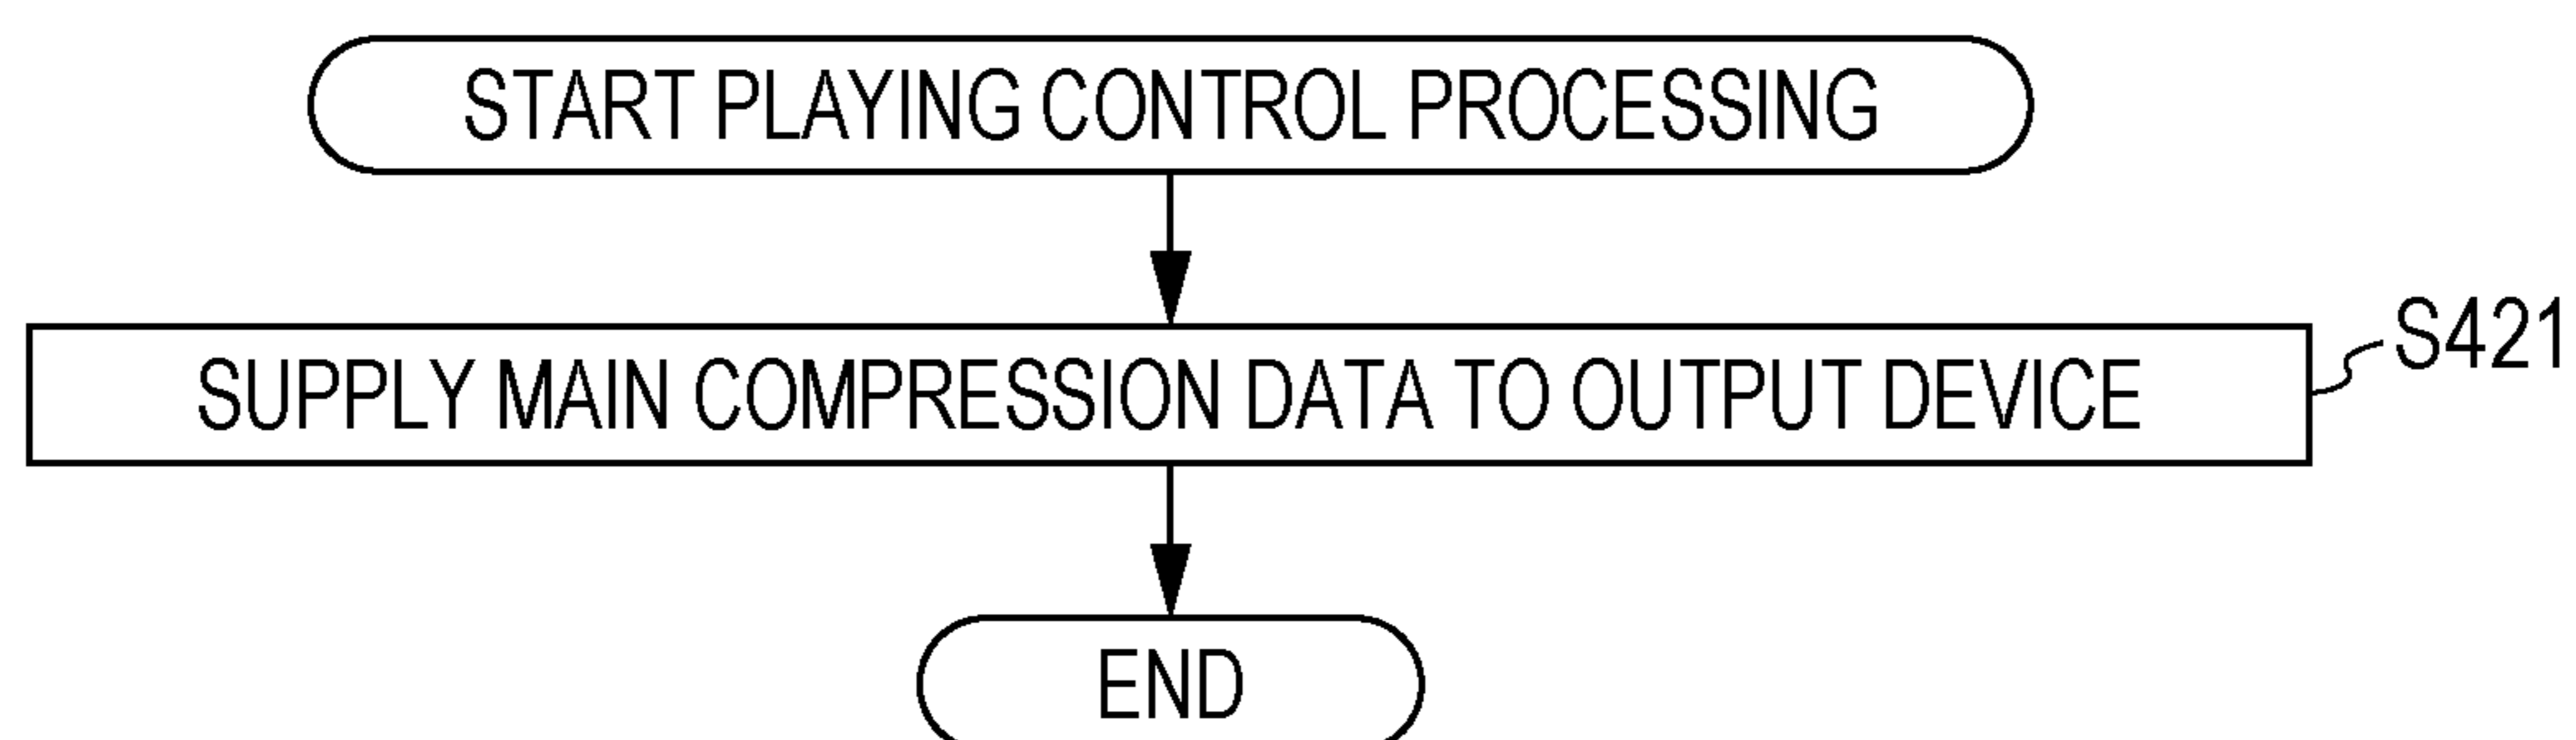 START PLAYING CONTROL PROCESSING
SUPPLY MAIN COMPRESSION DATA TO OUTPUT DEVICE
S421
END